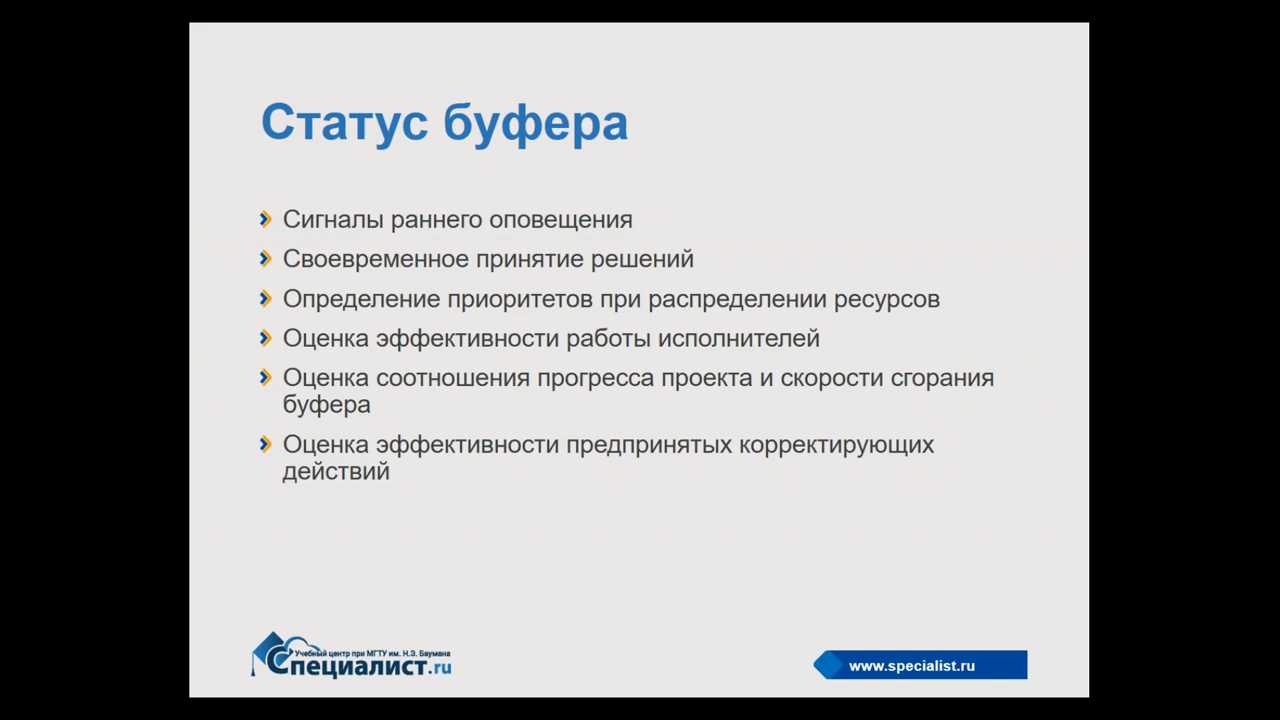 Статус буфера
Сигналы раннего оповещения
Своевременное принятие решений
Определение приоритетов при распределении ресурсов
Оценка эффективности работы исполнителей
Оценка соотношения прогресса проекта и скорости сгорания
буфера
Оценка эффективности предпринятых корректирующих
действий
Учебный центр при МГТУ им. Н.Э. Баумана
Специалист.ru
www.specialist.ru